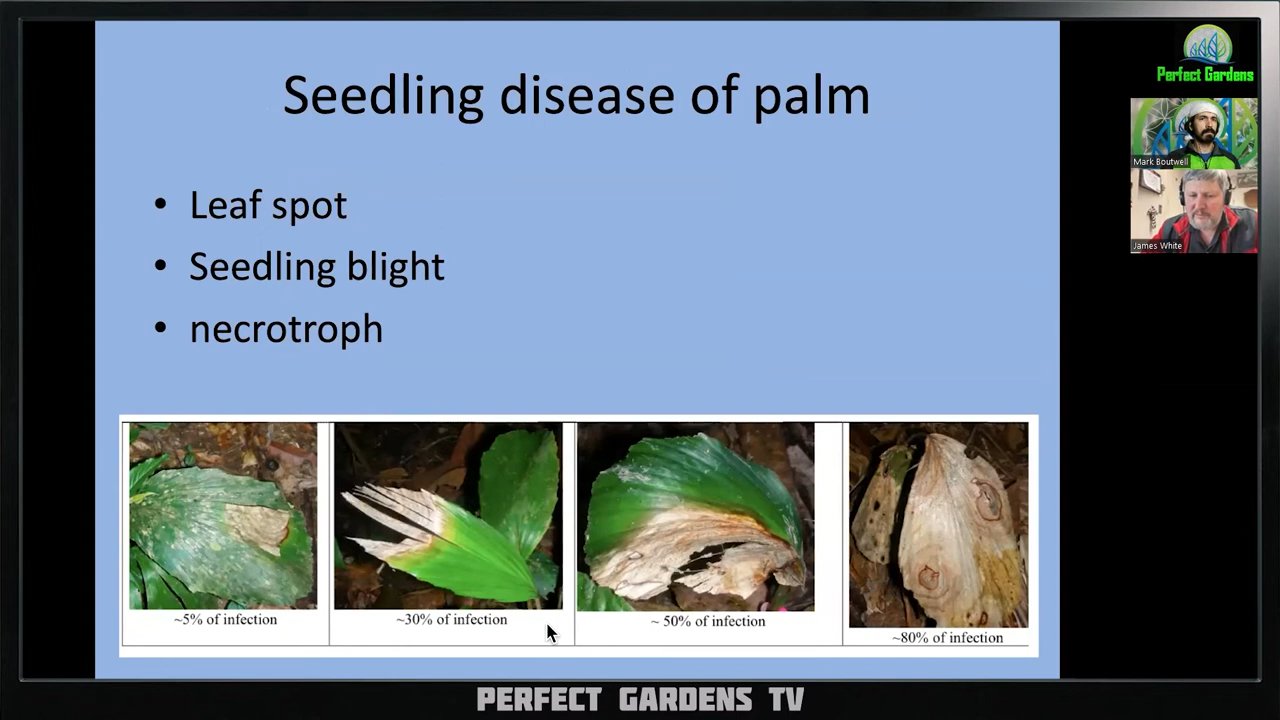 Seedling disease of palm
Perfect Gardens
• Leaf spot
• Seedling blight
• necrotroph
Mark Boutwell
James White
~5% of infection
~30% of infection
~ 50% of infection
~80% of infection
PERFECT GARDENS TV